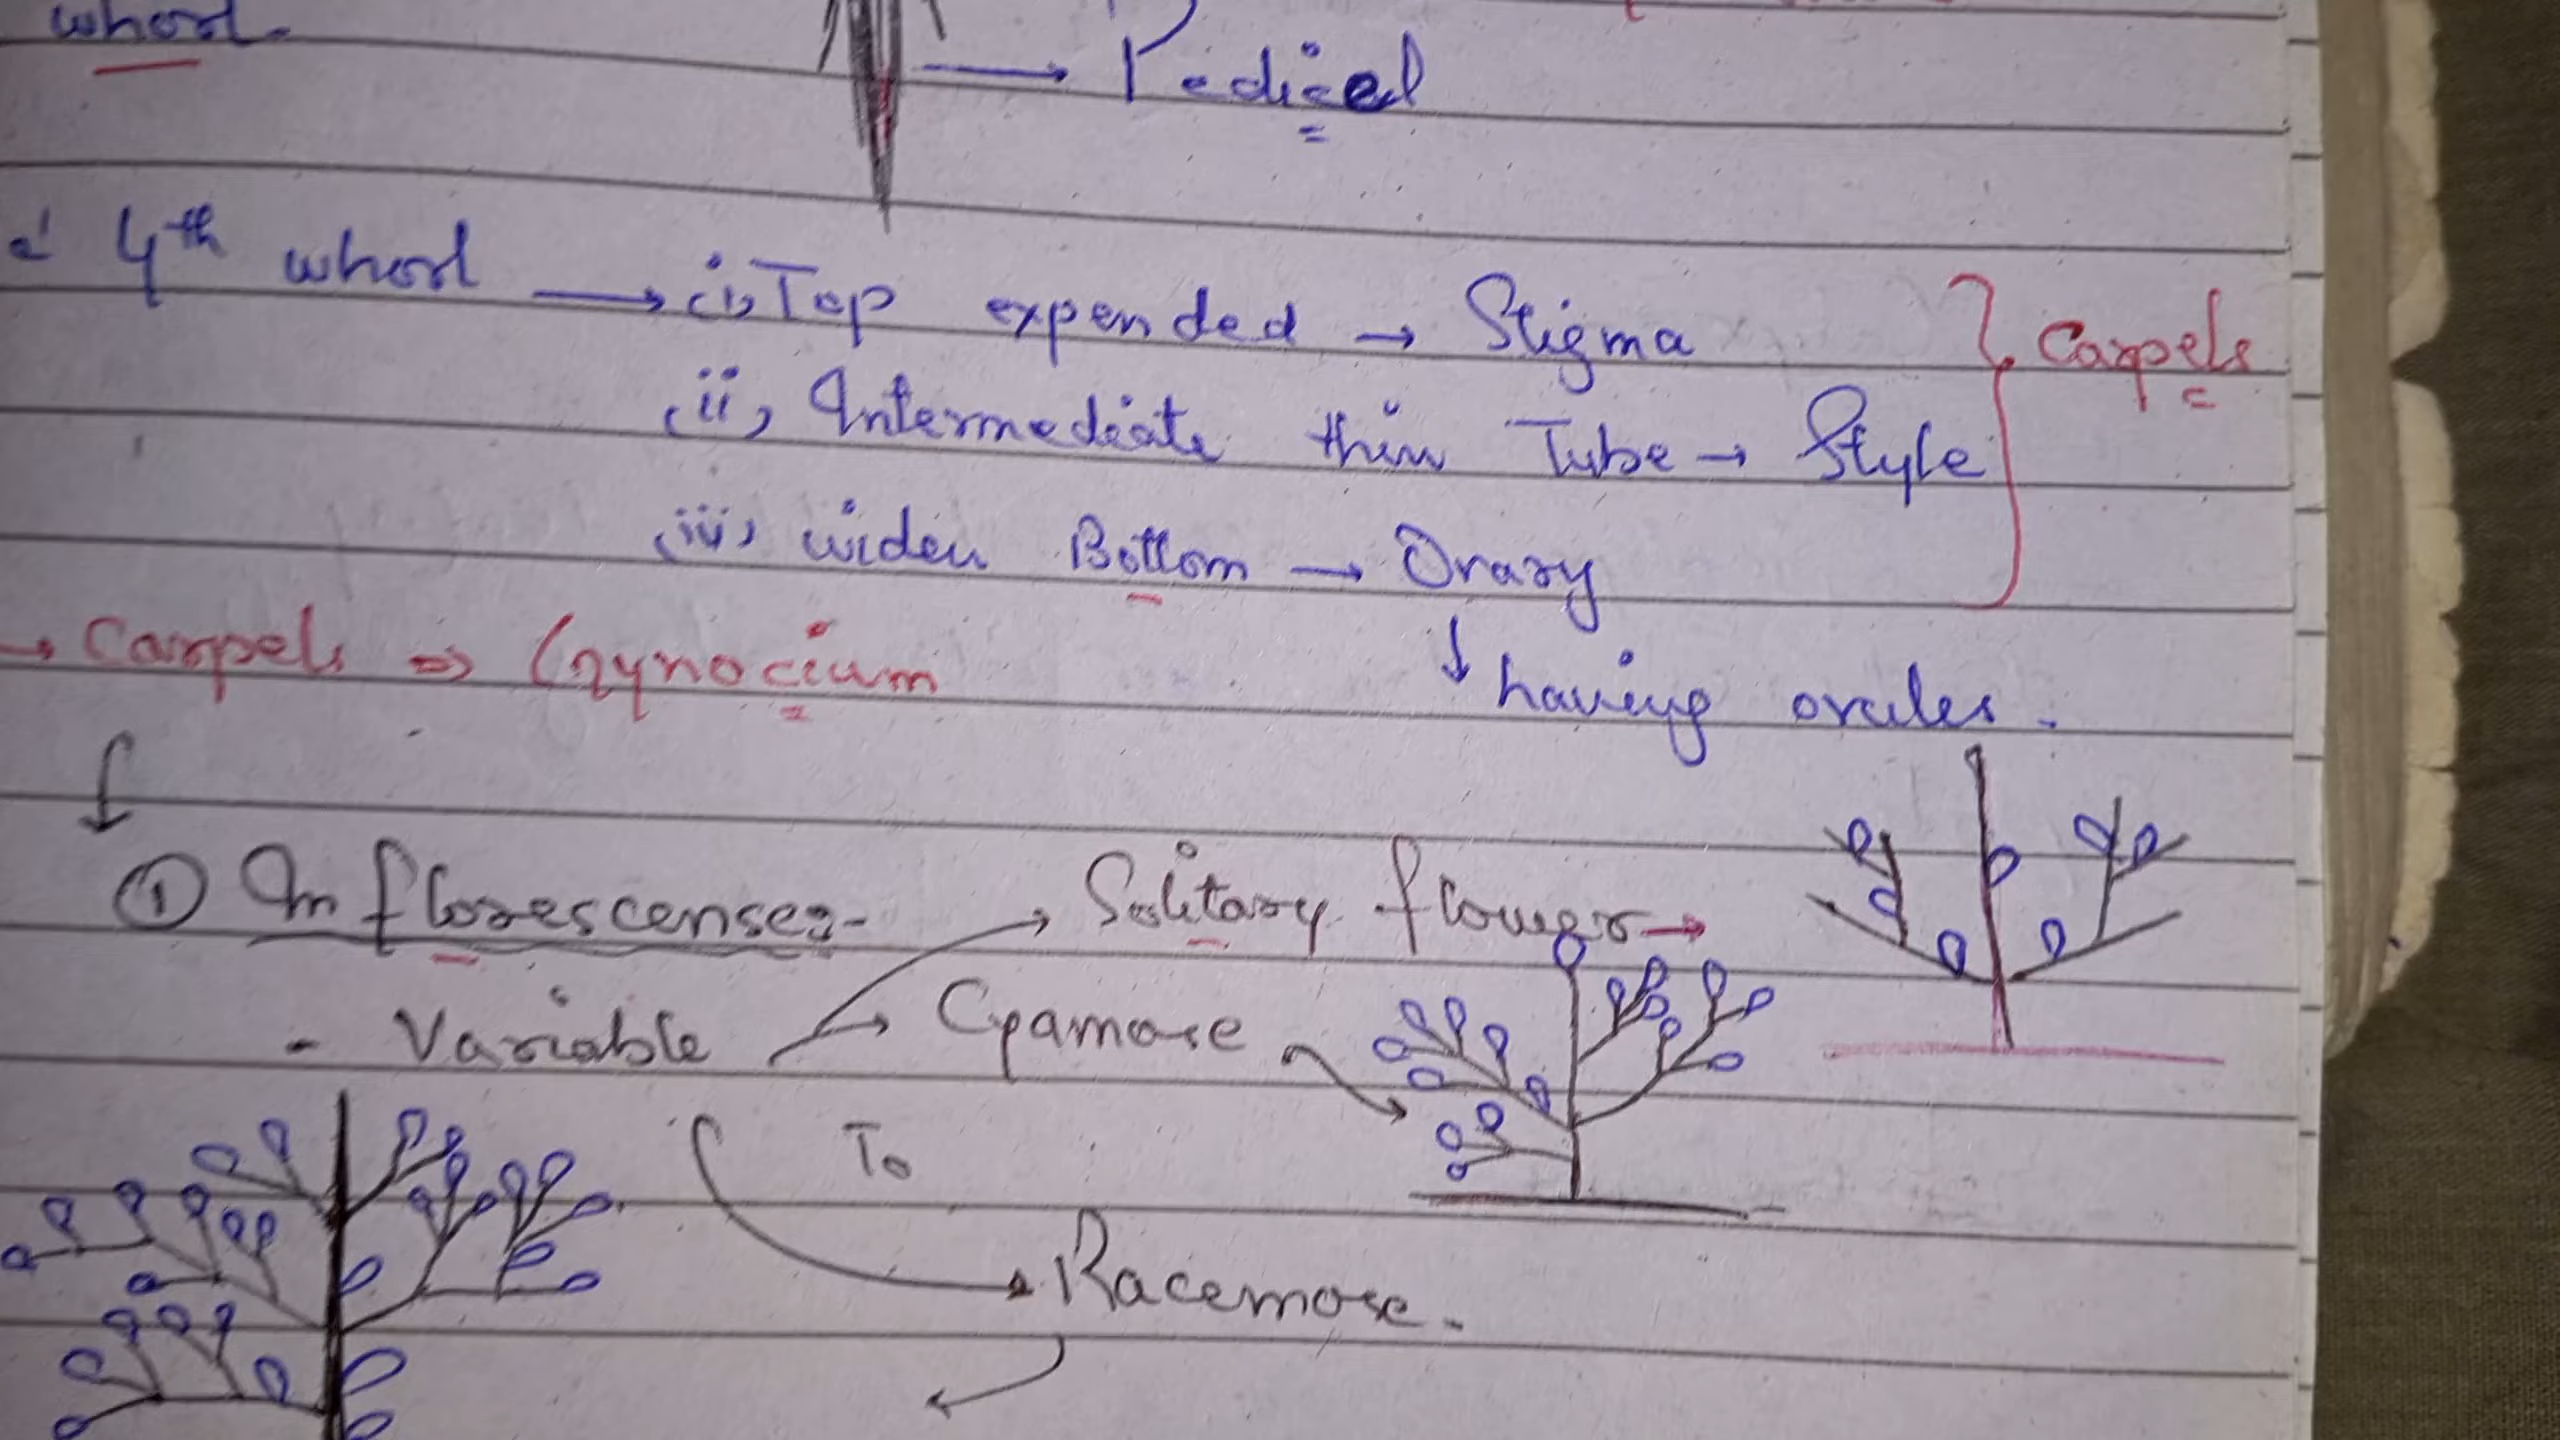 whorl.
→ Pedicel
4th whorl → (i) Top expended → Stigma
(ii) Intermediate thin Tube → Style
(iii) widen Bottom → Ovary
} Carpels
→ Carpels ⇒ Gynocium
↓ having ovules.
① Inflorescenses:-
→ Solitary flower →
- Variable → Cyamose
To
→ Racemose.